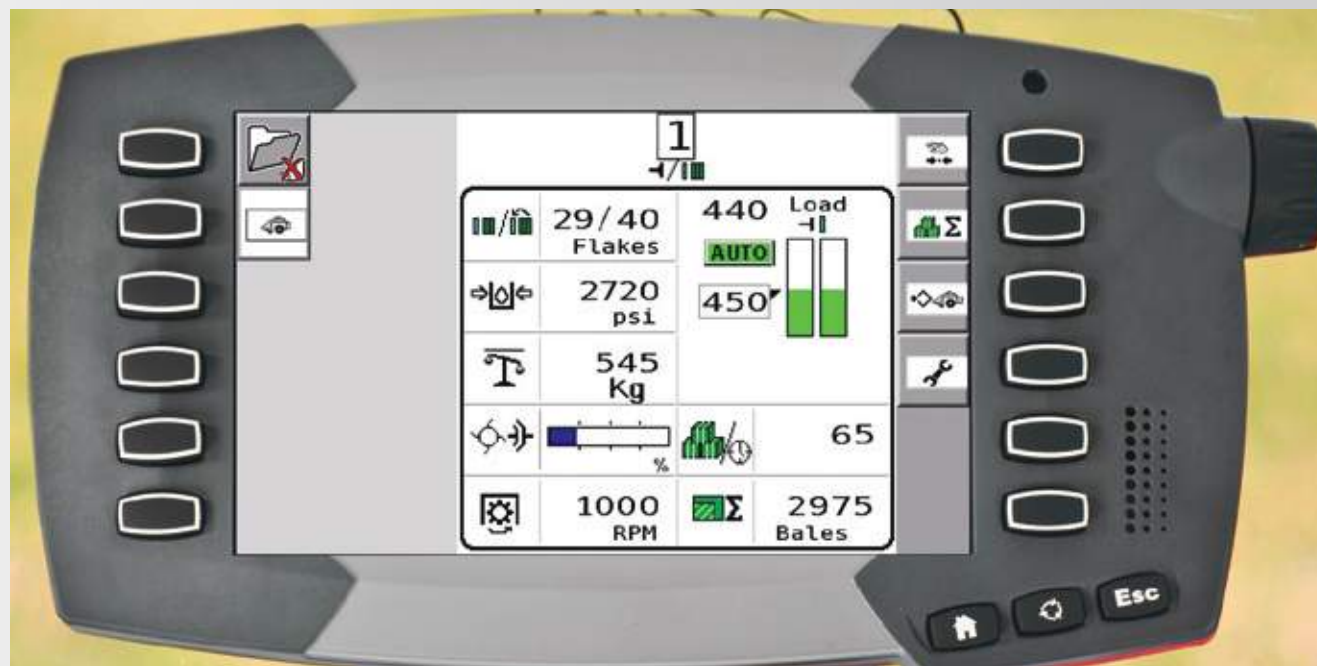 1
29/40
Flakes
440
Load
AUTO
2720
psi
450
545
Kg
%
65
1000
RPM
Σ
2975
Bales
Σ
Esc